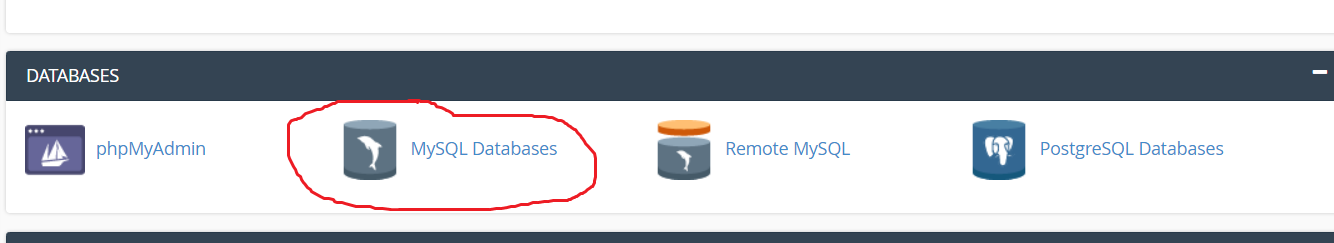 DATABASES
phpMyAdmin MySQL Databases Remote MySQL PostgreSQL Databases